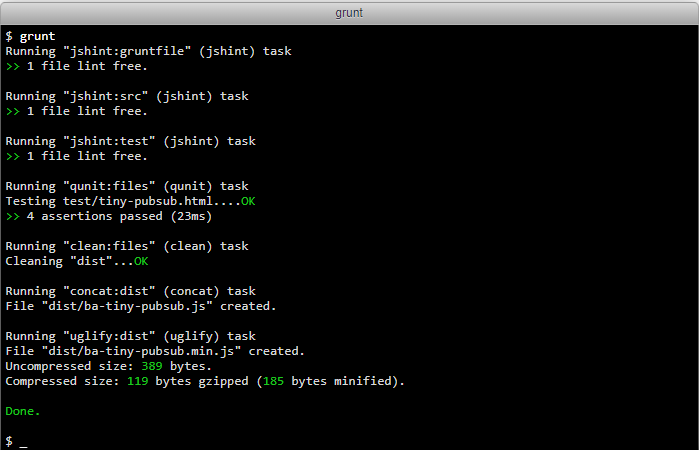 grunt
$ grunt
Running "jshint:gruntfile" (jshint) task
>> 1 file lint free.
Running "jshint:src" (jshint) task
>> 1 file lint free.
Running "jshint:test" (jshint) task
>> 1 file lint free.
Running "qunit:files" (qunit) task
Testing test/tiny-pubsub.html....OK
>> 4 assertions passed (23ms)
Running "clean:files" (clean) task
Cleaning "dist"...OK
Running "concat:dist" (concat) task
File "dist/ba-tiny-pubsub.js" created.
Running "uglify:dist" (uglify) task
File "dist/ba-tiny-pubsub.min.js" created.
Uncompressed size: 389 bytes.
Compressed size: 119 bytes gzipped (185 bytes minified).
Done.
$ _